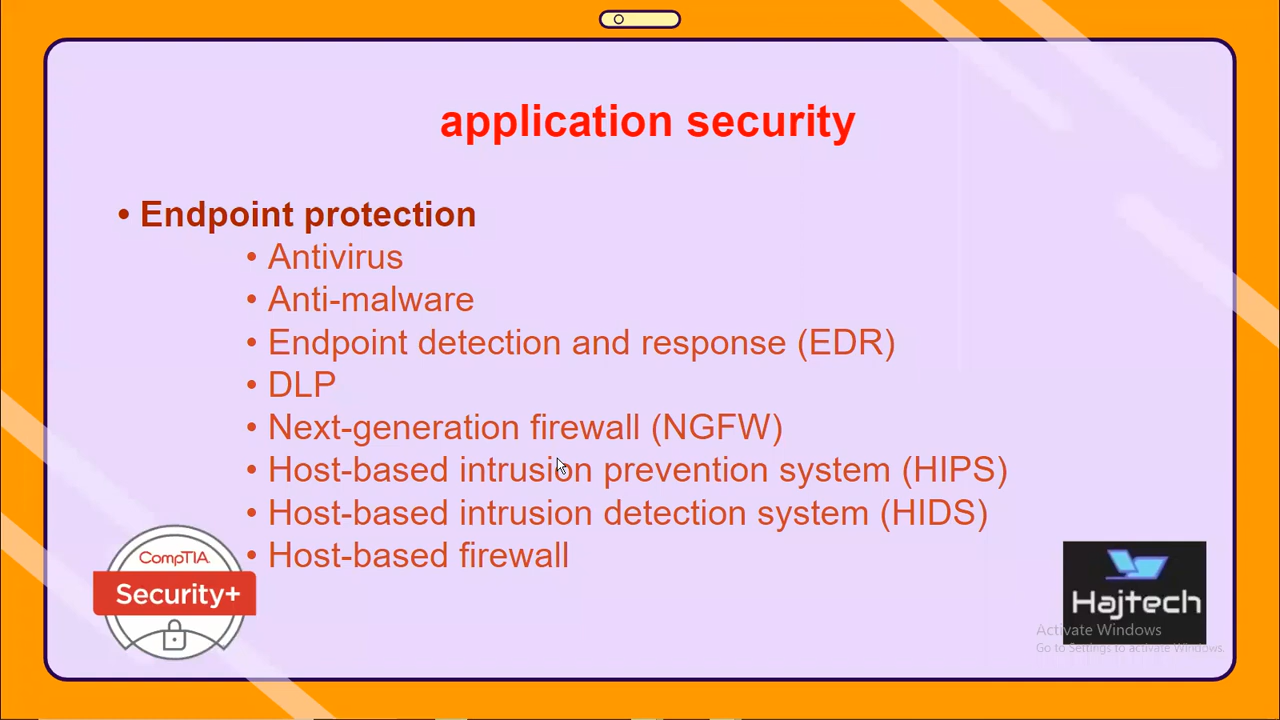 application security
• Endpoint protection
• Antivirus
• Anti-malware
• Endpoint detection and response (EDR)
• DLP
• Next-generation firewall (NGFW)
• Host-based intrusion prevention system (HIPS)
• Host-based intrusion detection system (HIDS)
• Host-based firewall
CompTIA.
Security+
Hajtech
Activate Windows
Go to Settings to activate Windows.